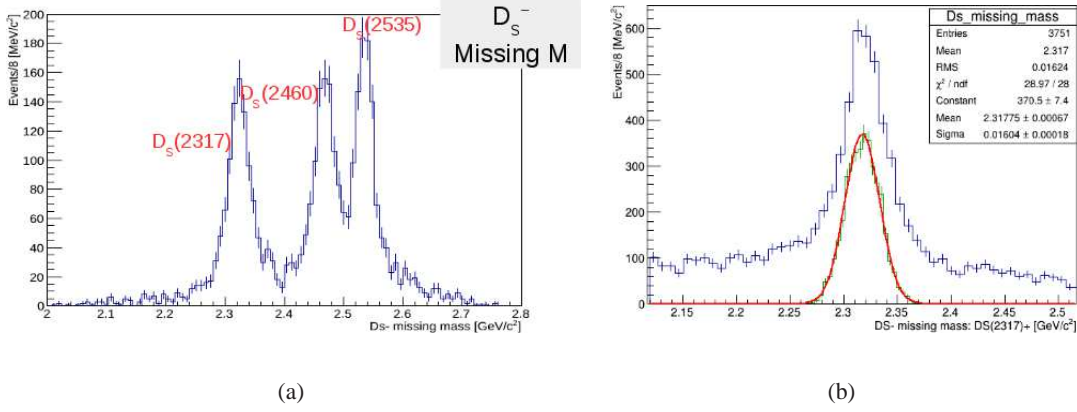 D_s^-
Missing M
Events/8 [MeV/c²]
200
180
160
140
120
100
80
60
40
20
0
D_S(2317)
D_S(2460)
D_S(2535)
2 2.1 2.2 2.3 2.4 2.5 2.6 2.7 2.8
Ds- missing mass [GeV/c²]
(a)
Events/8 [MeV/c²]
600
500
400
300
200
100
0
Ds_missing_mass
Entries 3751
Mean 2.317
RMS 0.01624
χ² / ndf 28.97 / 28
Constant 370.5 ± 7.4
Mean 2.31775 ± 0.00067
Sigma 0.01604 ± 0.00018
2.15 2.2 2.25 2.3 2.35 2.4 2.45 2.5
DS- missing mass: DS(2317)+ [GeV/c²]
(b)